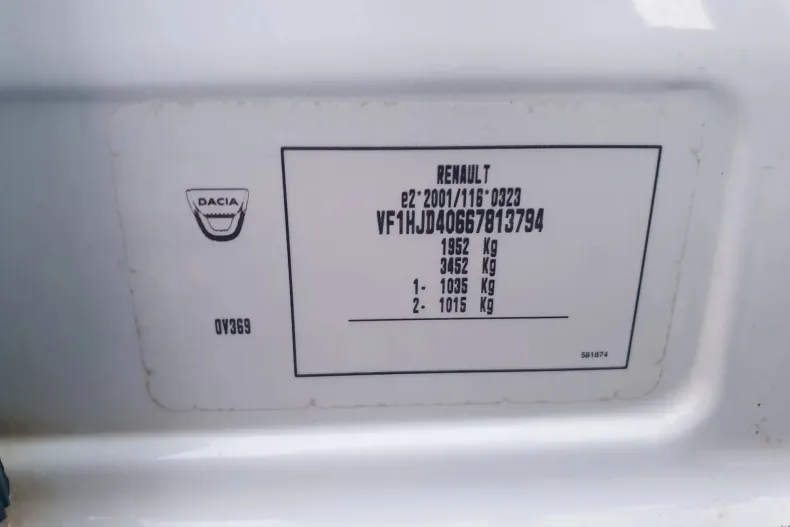 RENAULT
e2*2001/116*0323
VF1HJD40667813794
1952 Kg
3452 Kg
1- 1035 Kg
2- 1015 Kg
DACIA
0V369
581874